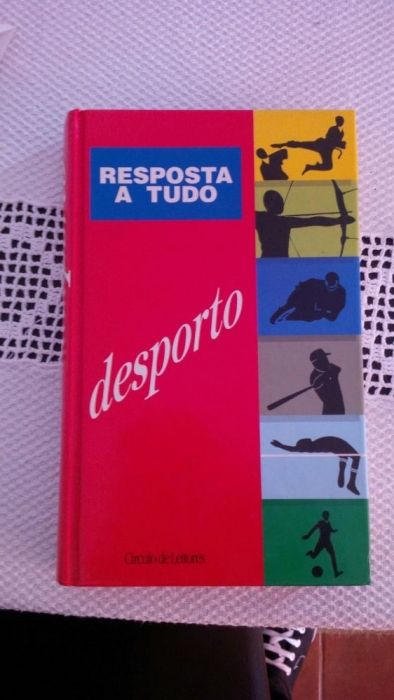 RESPOSTA
A TUDO
desporto
Círculo de Leitores